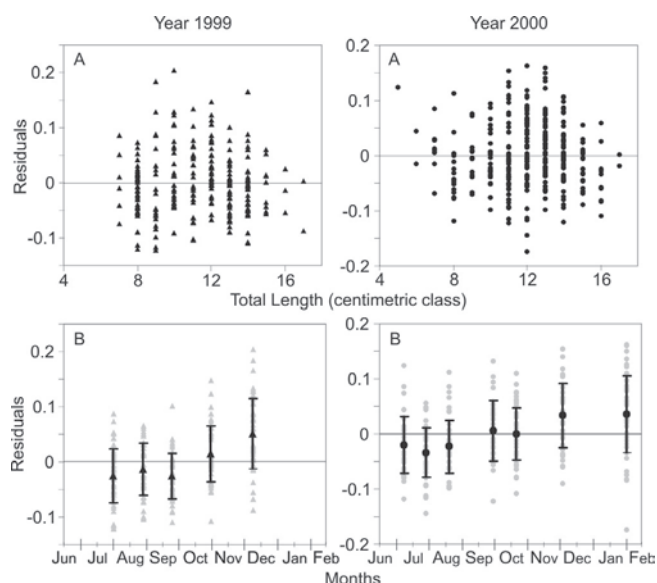 Year 1999 Year 2000
A A
0.2
0.1
0
-0.1
Residuals
0.2
0.1
0
-0.1
-0.2
4 8 12 16 4 8 12 16
Total Length (centimetric class)
B B
0.2
0.1
0
-0.1
Residuals
0.2
0.1
0
-0.1
-0.2
Jun Jul Aug Sep Oct Nov Dec Jan Feb Jun Jul Aug Sep Oct Nov Dec Jan Feb
Months